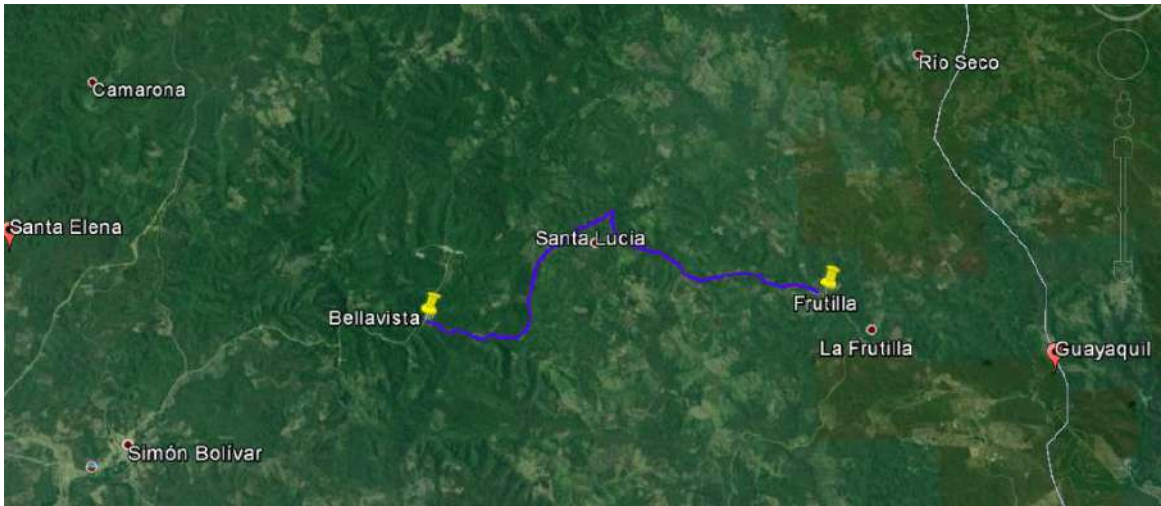 Río Seco
Camarona
Santa Elena
Santa Lucia
Frutilla
Bellavista
La Frutilla
Guayaquil
Simón Bolívar